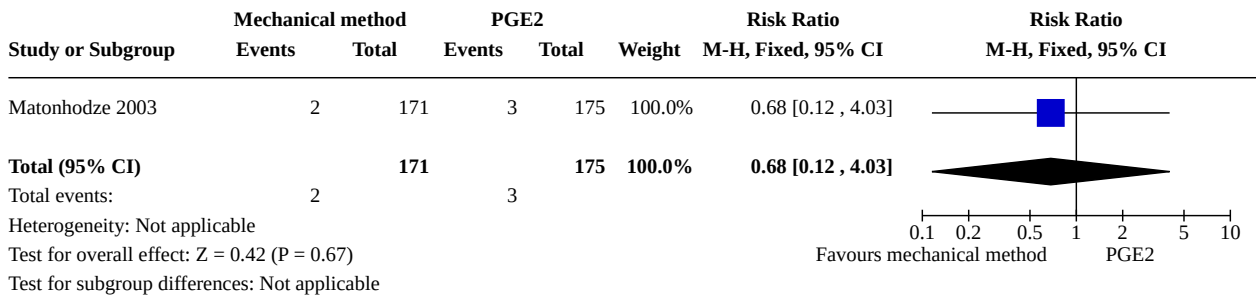 Mechanical method PGE2 Risk Ratio Risk Ratio
Study or Subgroup Events Total Events Total Weight M-H, Fixed, 95% CI M-H, Fixed, 95% CI
Matonhodze 2003 2 171 3 175 100.0% 0.68 [0.12 , 4.03]
Total (95% CI) 171 175 100.0% 0.68 [0.12 , 4.03]
Total events: 2 3
Heterogeneity: Not applicable
0.1 0.2 0.5 1 2 5 10
Test for overall effect: Z = 0.42 (P = 0.67) Favours mechanical method PGE2
Test for subgroup differences: Not applicable